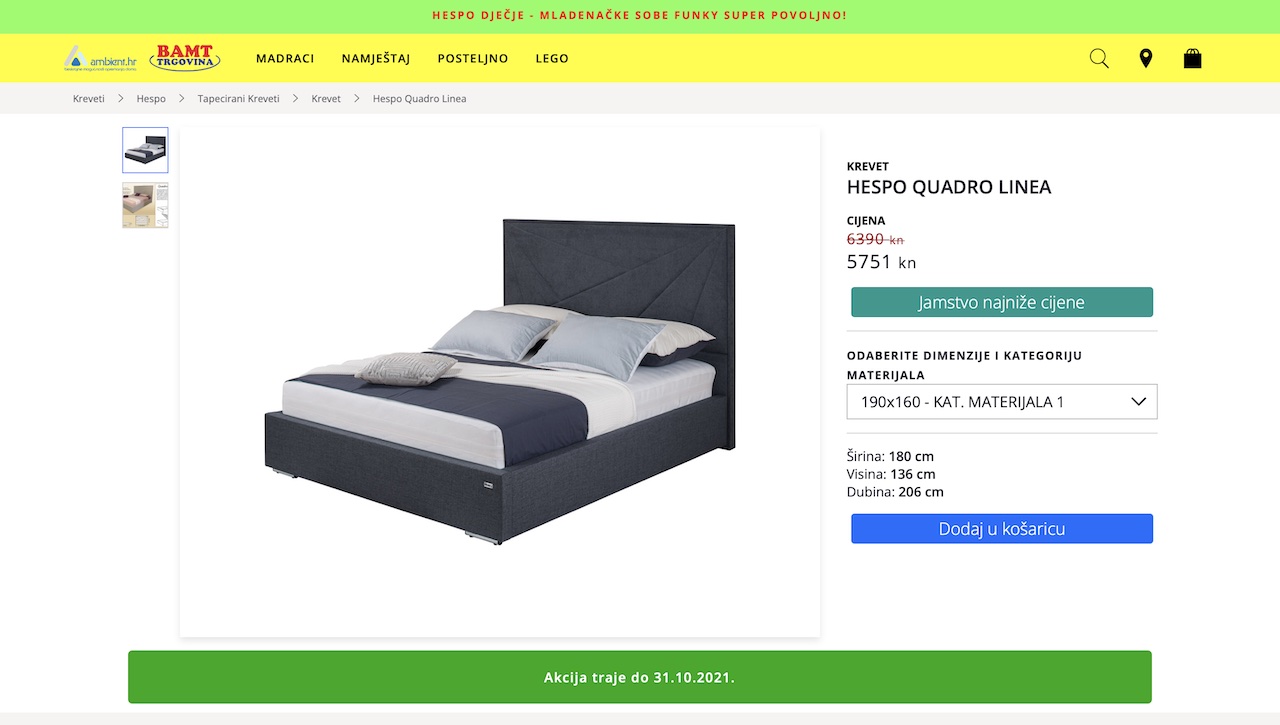 HESPO DJEČJE - MLADENAČKE SOBE FUNKY SUPER POVOLJNO!
ambient.hr
BAMT
TRGOVINA
MADRACI
NAMJEŠTAJ
POSTELJNO
LEGO
Kreveti
Hespo
Tapecirani Kreveti
Krevet
Hespo Quadro Linea
KREVET
HESPO QUADRO LINEA
CIJENA
6390 kn
5751 kn
Jamstvo najniže cijene
ODABERITE DIMENZIJE I KATEGORIJU
MATERIJALA
190x160 - KAT. MATERIJALA 1
Širina: 180 cm
Visina: 136 cm
Dubina: 206 cm
Dodaj u košaricu
Akcija traje do 31.10.2021.